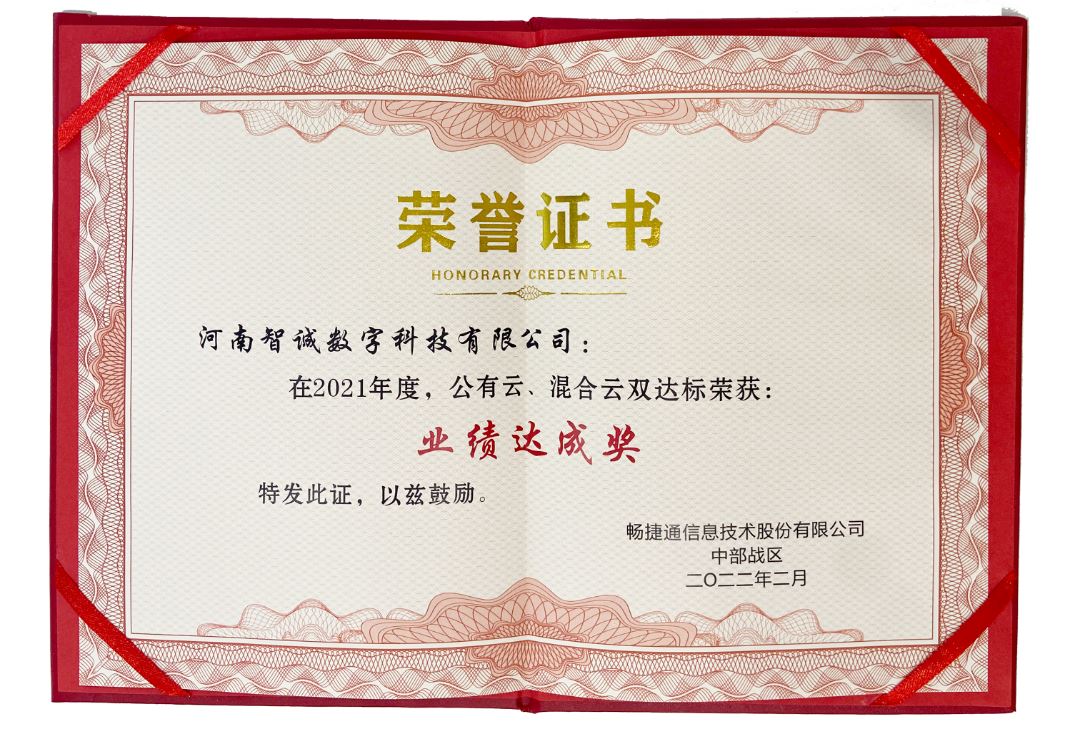 荣誉证书
HONORARY CREDENTIAL
河南智诚数字科技有限公司：
在2021年度，公有云、混合云双达标荣获：
业绩达成奖
特发此证，以兹鼓励。
畅捷通信息技术股份有限公司
中部战区
二〇二二年二月